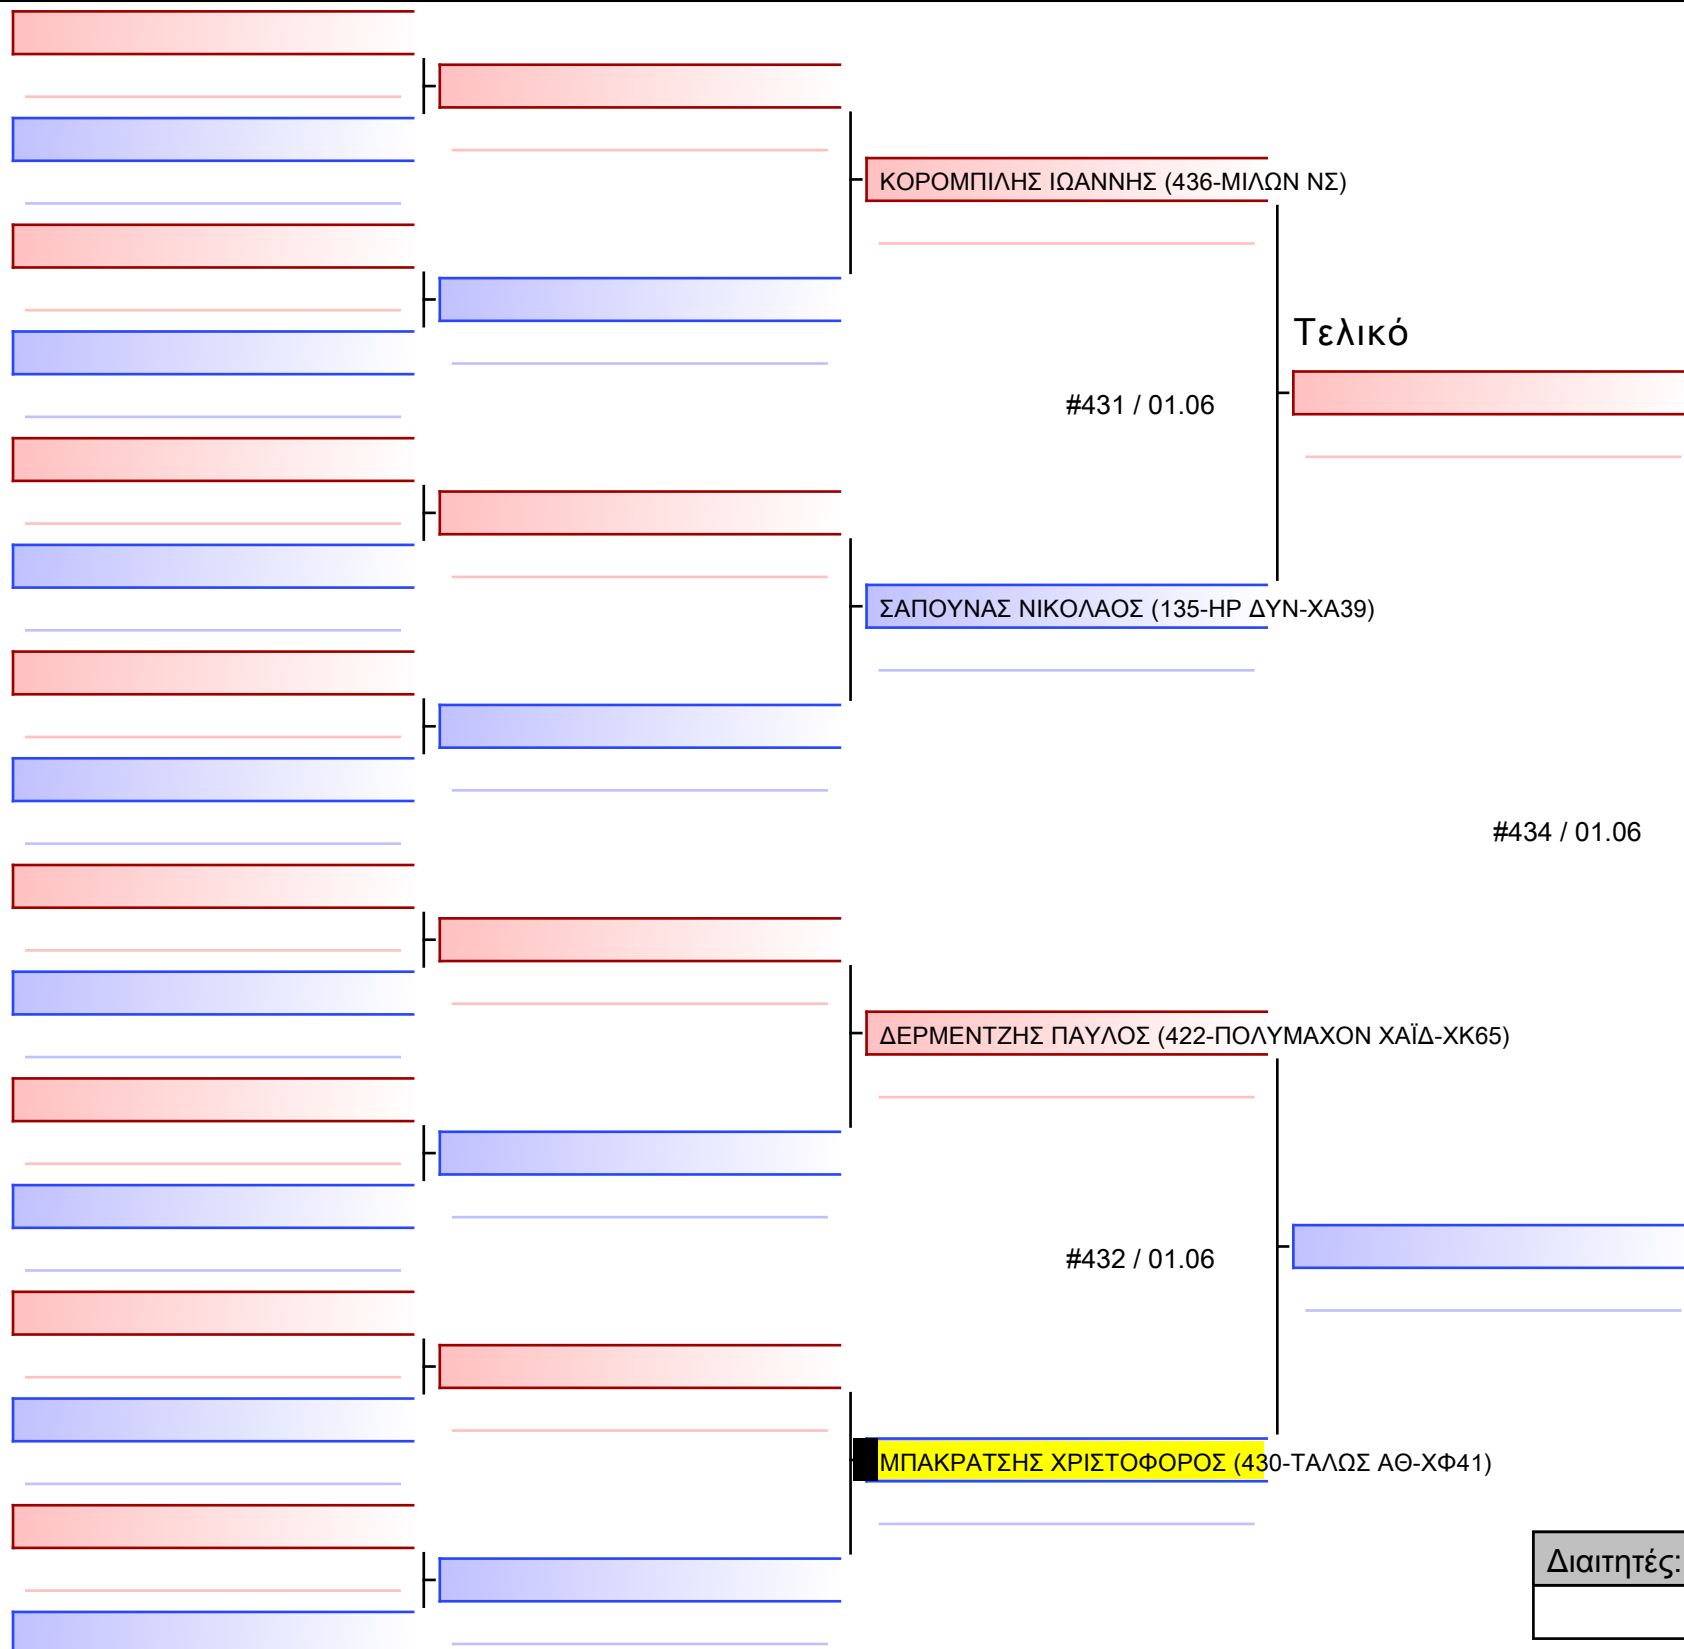 ΚΟΡΟΜΠΙΛΗΣ ΙΩΑΝΝΗΣ (436-ΜΙΛΩΝ ΝΣ)
Τελικό
#431 / 01.06
ΣΑΠΟΥΝΑΣ ΝΙΚΟΛΑΟΣ (135-ΗΡ ΔΥΝ-ΧΑ39)
#434 / 01.06
ΔΕΡΜΕΝΤΖΗΣ ΠΑΥΛΟΣ (422-ΠΟΛΥΜΑΧΟΝ ΧΑΪΔ-ΧΚ65)
#432 / 01.06
ΜΠΑΚΡΑΤΣΗΣ ΧΡΙΣΤΟΦΟΡΟΣ (430-ΤΑΛΩΣ ΑΘ-ΧΦ41)
Διαιτητές: